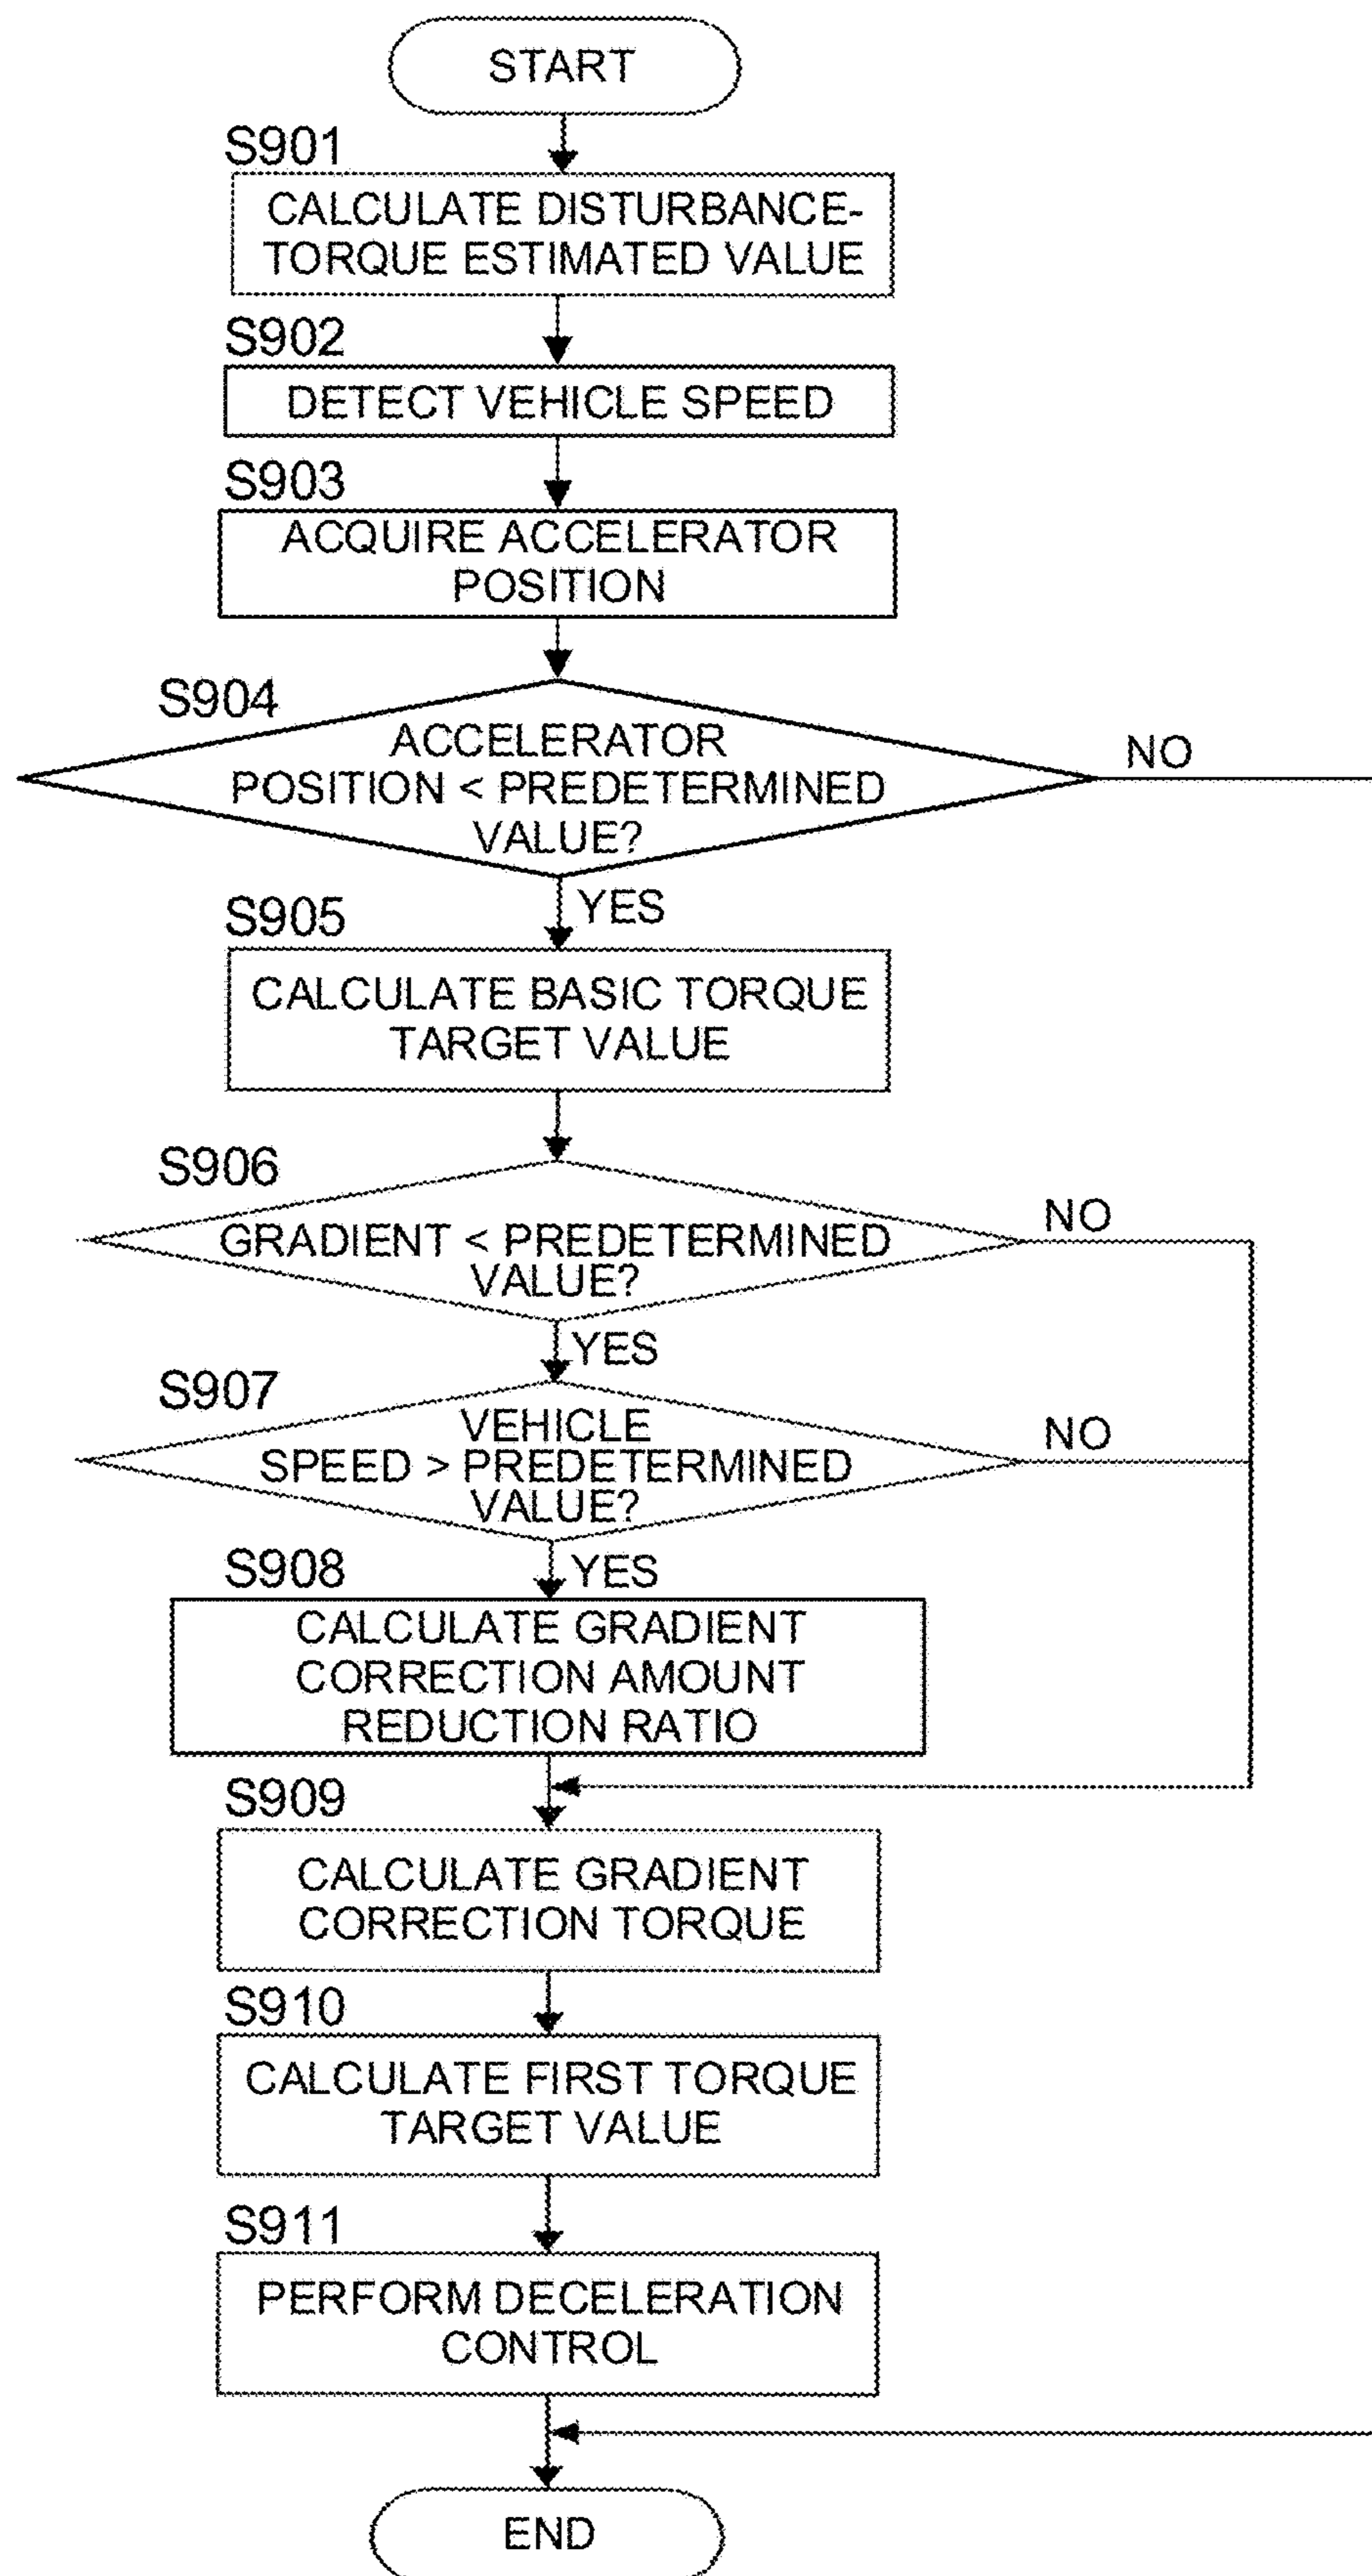 START
S901
CALCULATE DISTURBANCE-
TORQUE ESTIMATED VALUE
S902
DETECT VEHICLE SPEED
S903
ACQUIRE ACCELERATOR
POSITION
S904
ACCELERATOR
POSITION < PREDETERMINED
VALUE?
NO
YES
S905
CALCULATE BASIC TORQUE
TARGET VALUE
S906
GRADIENT < PREDETERMINED
VALUE?
NO
YES
S907
VEHICLE
SPEED > PREDETERMINED
VALUE?
NO
YES
S908
CALCULATE GRADIENT
CORRECTION AMOUNT
REDUCTION RATIO
S909
CALCULATE GRADIENT
CORRECTION TORQUE
S910
CALCULATE FIRST TORQUE
TARGET VALUE
S911
PERFORM DECELERATION
CONTROL
END